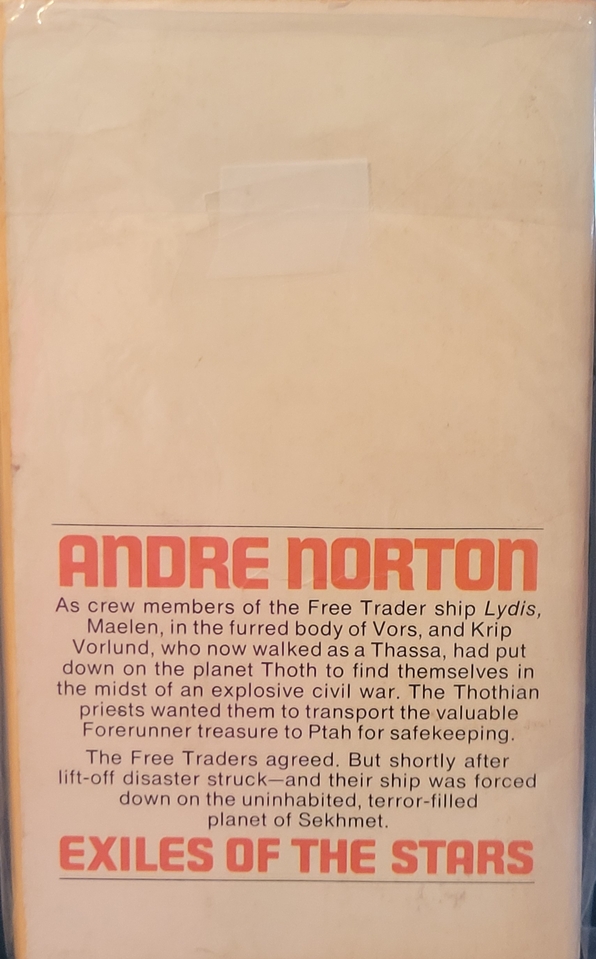 ANDRE NORTON
As crew members of the Free Trader ship Lydis,
Maelen, in the furred body of Vors, and Krip
Vorlund, who now walked as a Thassa, had put
down on the planet Thoth to find themselves in
the midst of an explosive civil war. The Thothian
priests wanted them to transport the valuable
Forerunner treasure to Ptah for safekeeping.
The Free Traders agreed. But shortly after
lift-off disaster struck—and their ship was forced
down on the uninhabited, terror-filled
planet of Sekhmet.
EXILES OF THE STARS